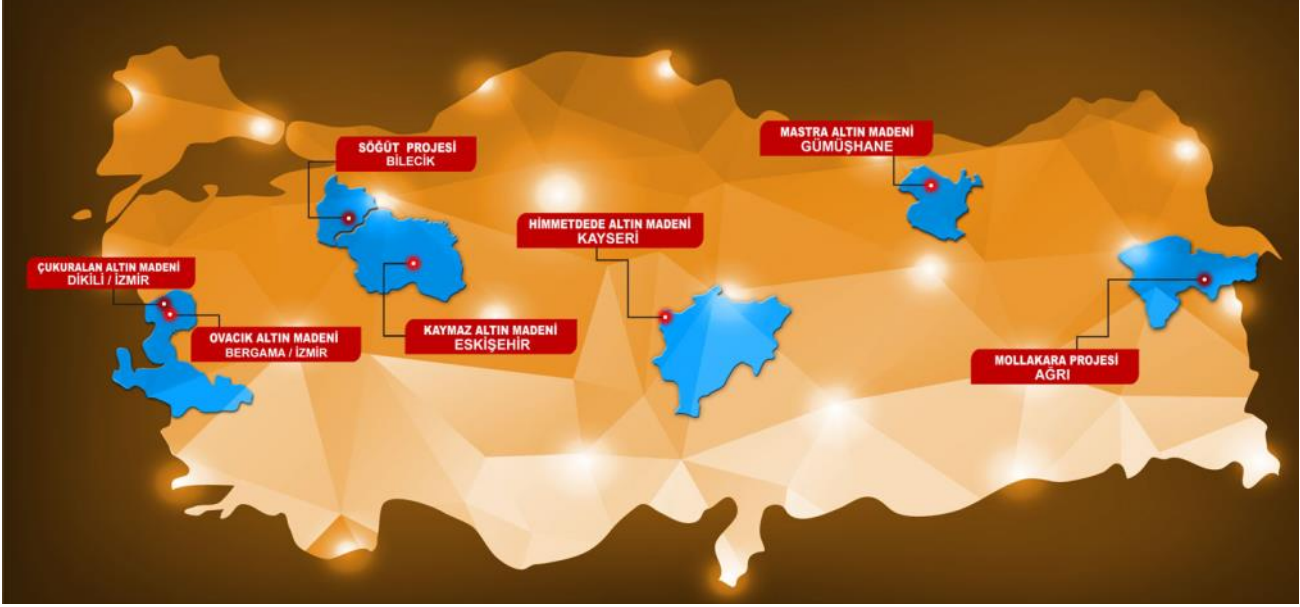 SÖĞÜT PROJESİ
BİLECİK
MASTRA ALTIN MADENİ
GÜMÜŞHANE
HİMMETDEDE ALTIN MADENİ
KAYSERİ
ÇUKURALAN ALTIN MADENİ
DİKİLİ / İZMİR
OVACIK ALTIN MADENİ
BERGAMA / İZMİR
KAYMAZ ALTIN MADENİ
ESKİŞEHİR
MOLLAKARA PROJESİ
AĞRI